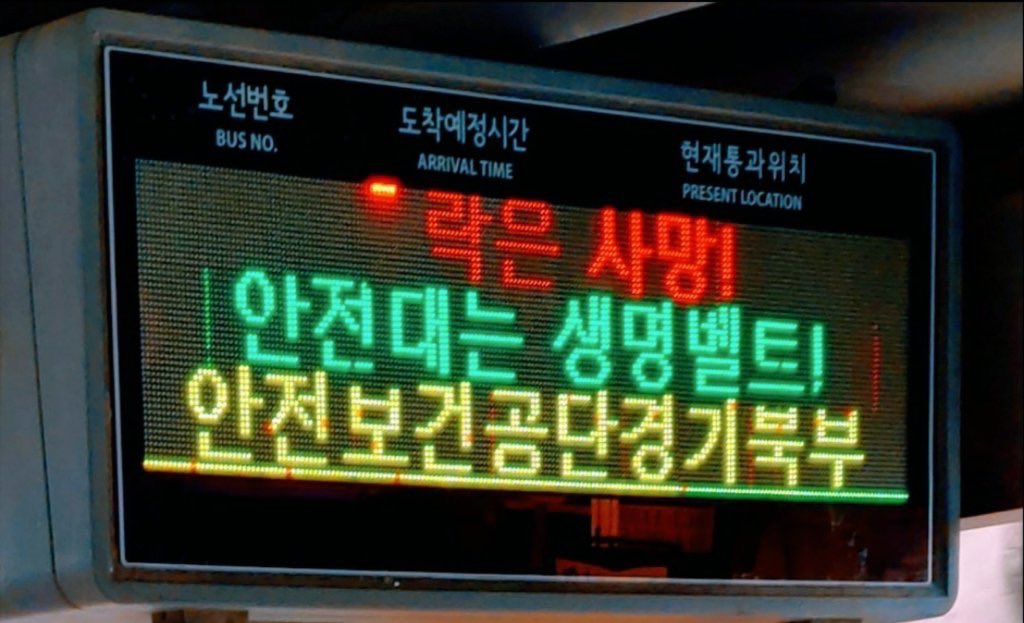 노선번호 도착예정시간 현재통과위치
BUS NO. ARRIVAL TIME PRESENT LOCATION
락은 사망!
안전대는 생명벨트!
안전보건공단경기북부